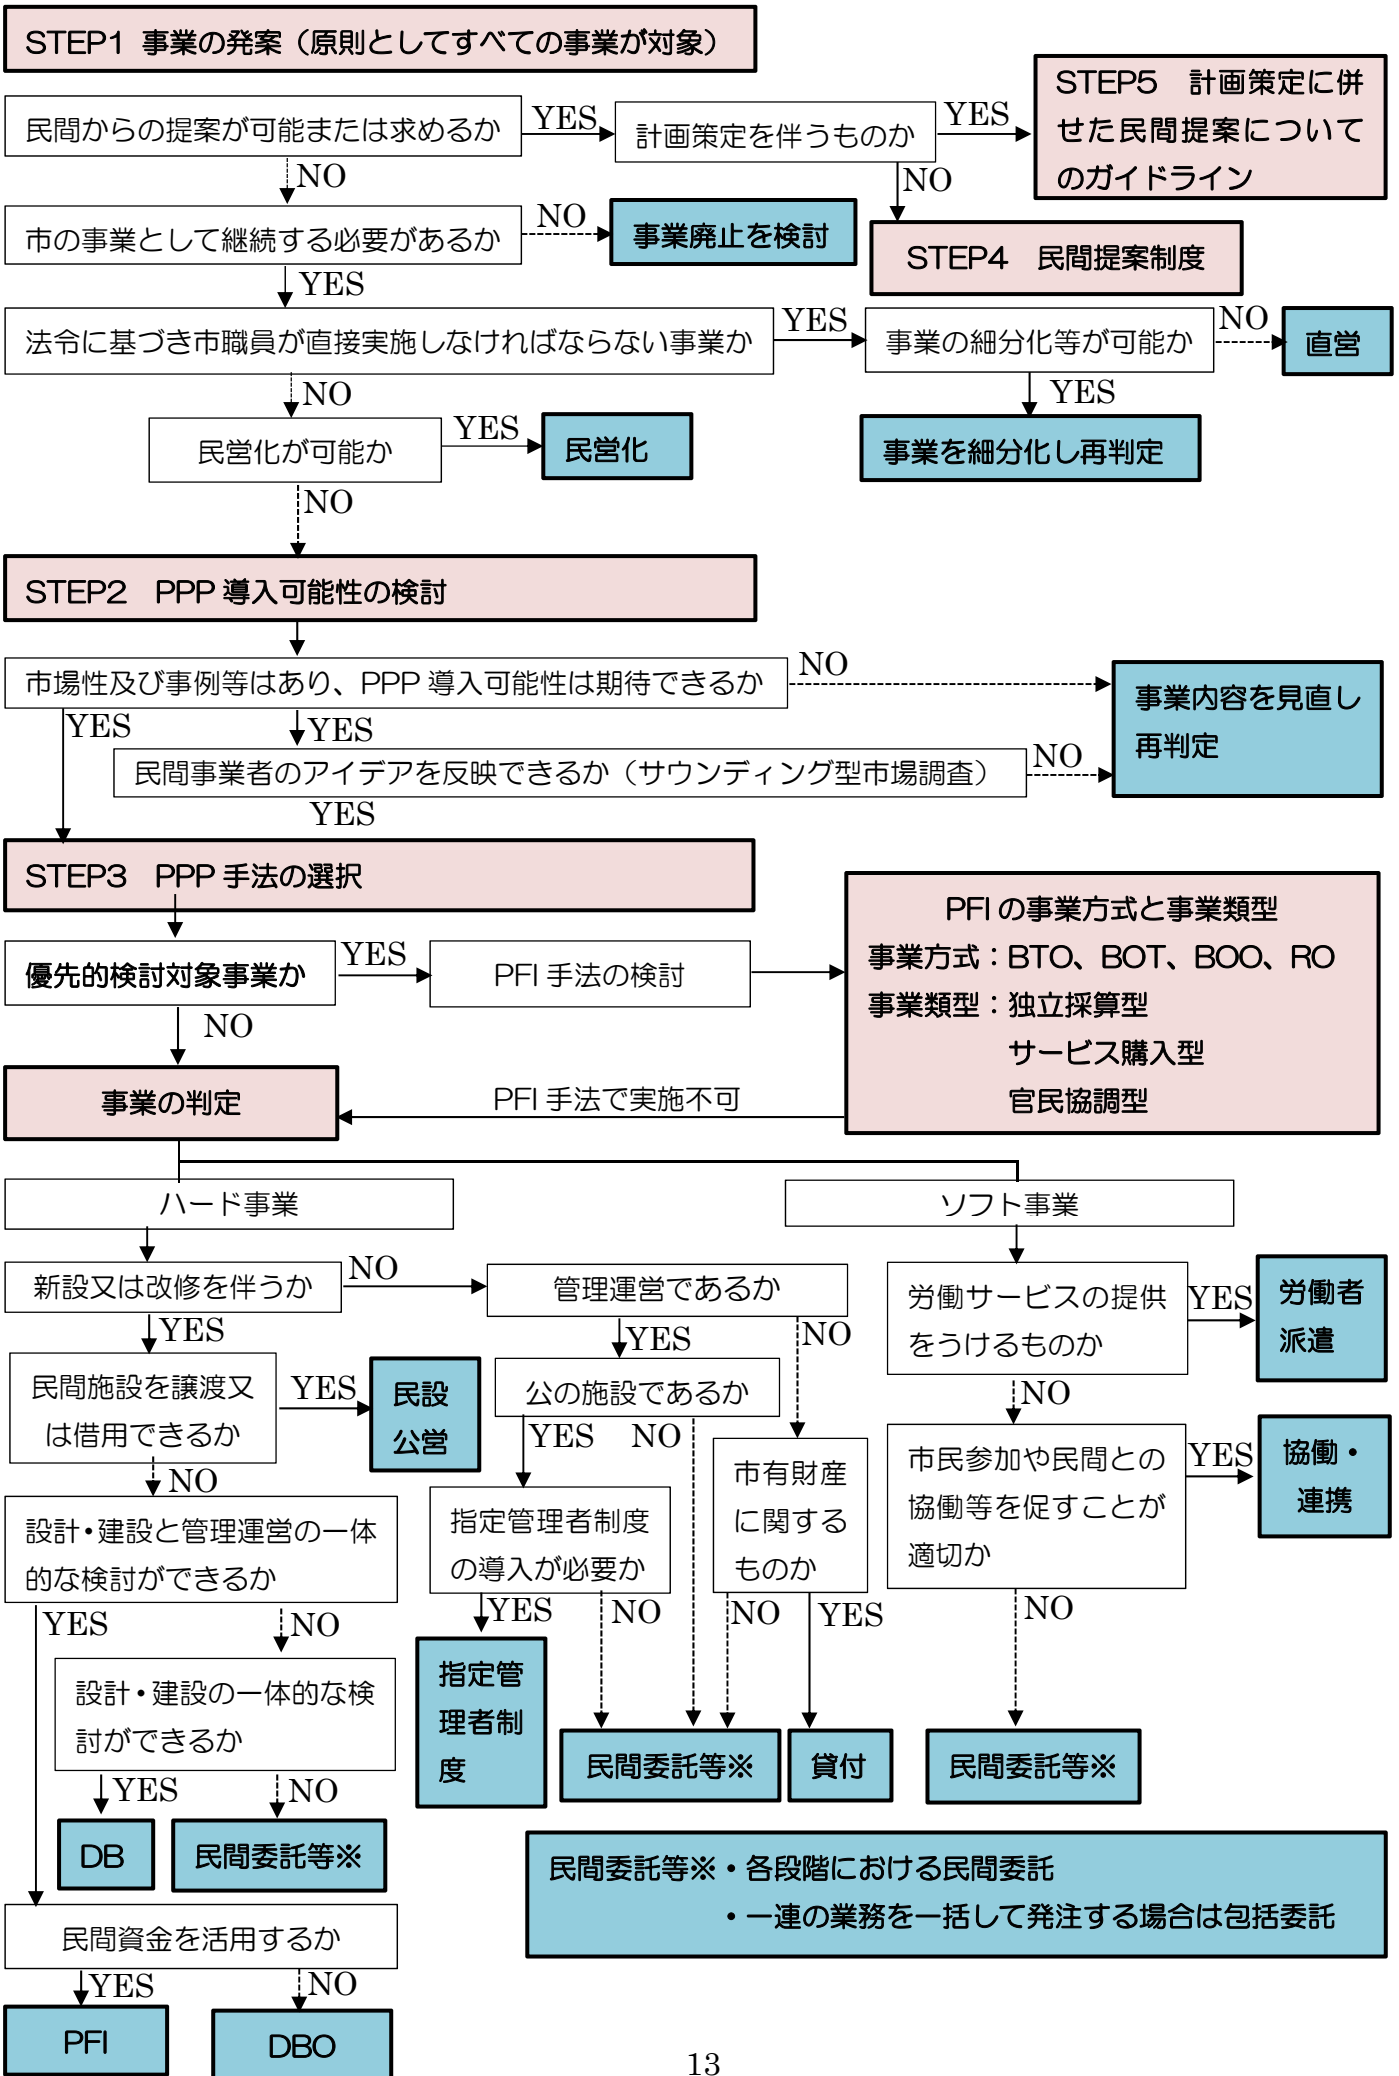 STEP1 事業の発案（原則としてすべての事業が対象）
STEP5 計画策定に併
せた民間提案について
のガイドライン
民間からの提案が可能または求めるか
YES
計画策定を伴うものか
YES
NO
NO
市の事業として継続する必要があるか
NO
事業廃止を検討
STEP4 民間提案制度
YES
法令に基づき市職員が直接実施しなければならない事業か
YES
事業の細分化等が可能か
NO
直営
NO
YES
民営化が可能か
YES
民営化
事業を細分化し再判定
NO
STEP2 PPP 導入可能性の検討
市場性及び事例等はあり、PPP 導入可能性は期待できるか
NO
事業内容を見直し
再判定
YES
YES
民間事業者のアイデアを反映できるか（サウンディング型市場調査）
NO
YES
STEP3 PPP 手法の選択
優先的検討対象事業か
YES
PFI 手法の検討
PFI の事業方式と事業類型
事業方式：BTO、BOT、BOO、RO
事業類型：独立採算型
サービス購入型
官民協調型
NO
事業の判定
PFI 手法で実施不可
ハード事業
ソフト事業
新設又は改修を伴うか
NO
管理運営であるか
労働サービスの提供
をうけるものか
YES
労働者
派遣
YES
YES
NO
民間施設を譲渡又
は借用できるか
YES
民設
公営
公の施設であるか
NO
YES
NO
市有財産
に関する
ものか
市民参加や民間との
協働等を促すことが
適切か
YES
協働・
連携
NO
設計・建設と管理運営の一体
的な検討ができるか
指定管理者制度
の導入が必要か
YES
NO
YES
NO
NO
YES
NO
設計・建設の一体的な検
討ができるか
指定管
理者制
度
民間委託等※
貸付
民間委託等※
YES
NO
DB
民間委託等※
民間委託等※・各段階における民間委託
・一連の業務を一括して発注する場合は包括委託
民間資金を活用するか
YES
NO
PFI
DBO
13